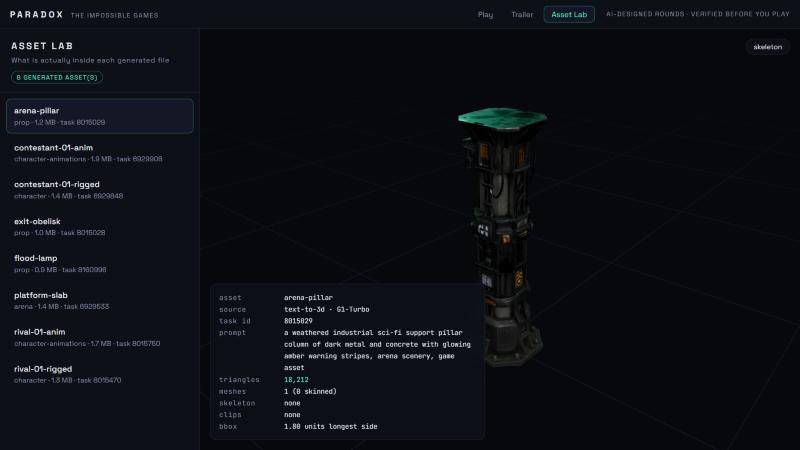 PARADOX THE IMPOSSIBLE GAMES
Play Trailer Asset Lab AI-DESIGNED ROUNDS · VERIFIED BEFORE YOU PLAY
ASSET LAB
What is actually inside each generated file
8 GENERATED ASSET(S)
arena-pillar
prop · 1.2 MB · task 8015029
contestant-01-anim
character-animations · 1.9 MB · task 6929908
contestant-01-rigged
character · 1.4 MB · task 6929848
exit-obelisk
prop · 1.0 MB · task 8015028
flood-lamp
prop · 0.9 MB · task 8160996
platform-slab
arena · 1.4 MB · task 6929533
rival-01-anim
character-animations · 1.7 MB · task 8015760
rival-01-rigged
character · 1.3 MB · task 8015470
skeleton
asset arena-pillar
source text-to-3d · G1-Turbo
task id 8015029
prompt a weathered industrial sci-fi support pillar
column of dark metal and concrete with glowing
amber warning stripes, arena scenery, game
asset
triangles 18,212
meshes 1 (0 skinned)
skeleton none
clips none
bbox 1.80 units longest side